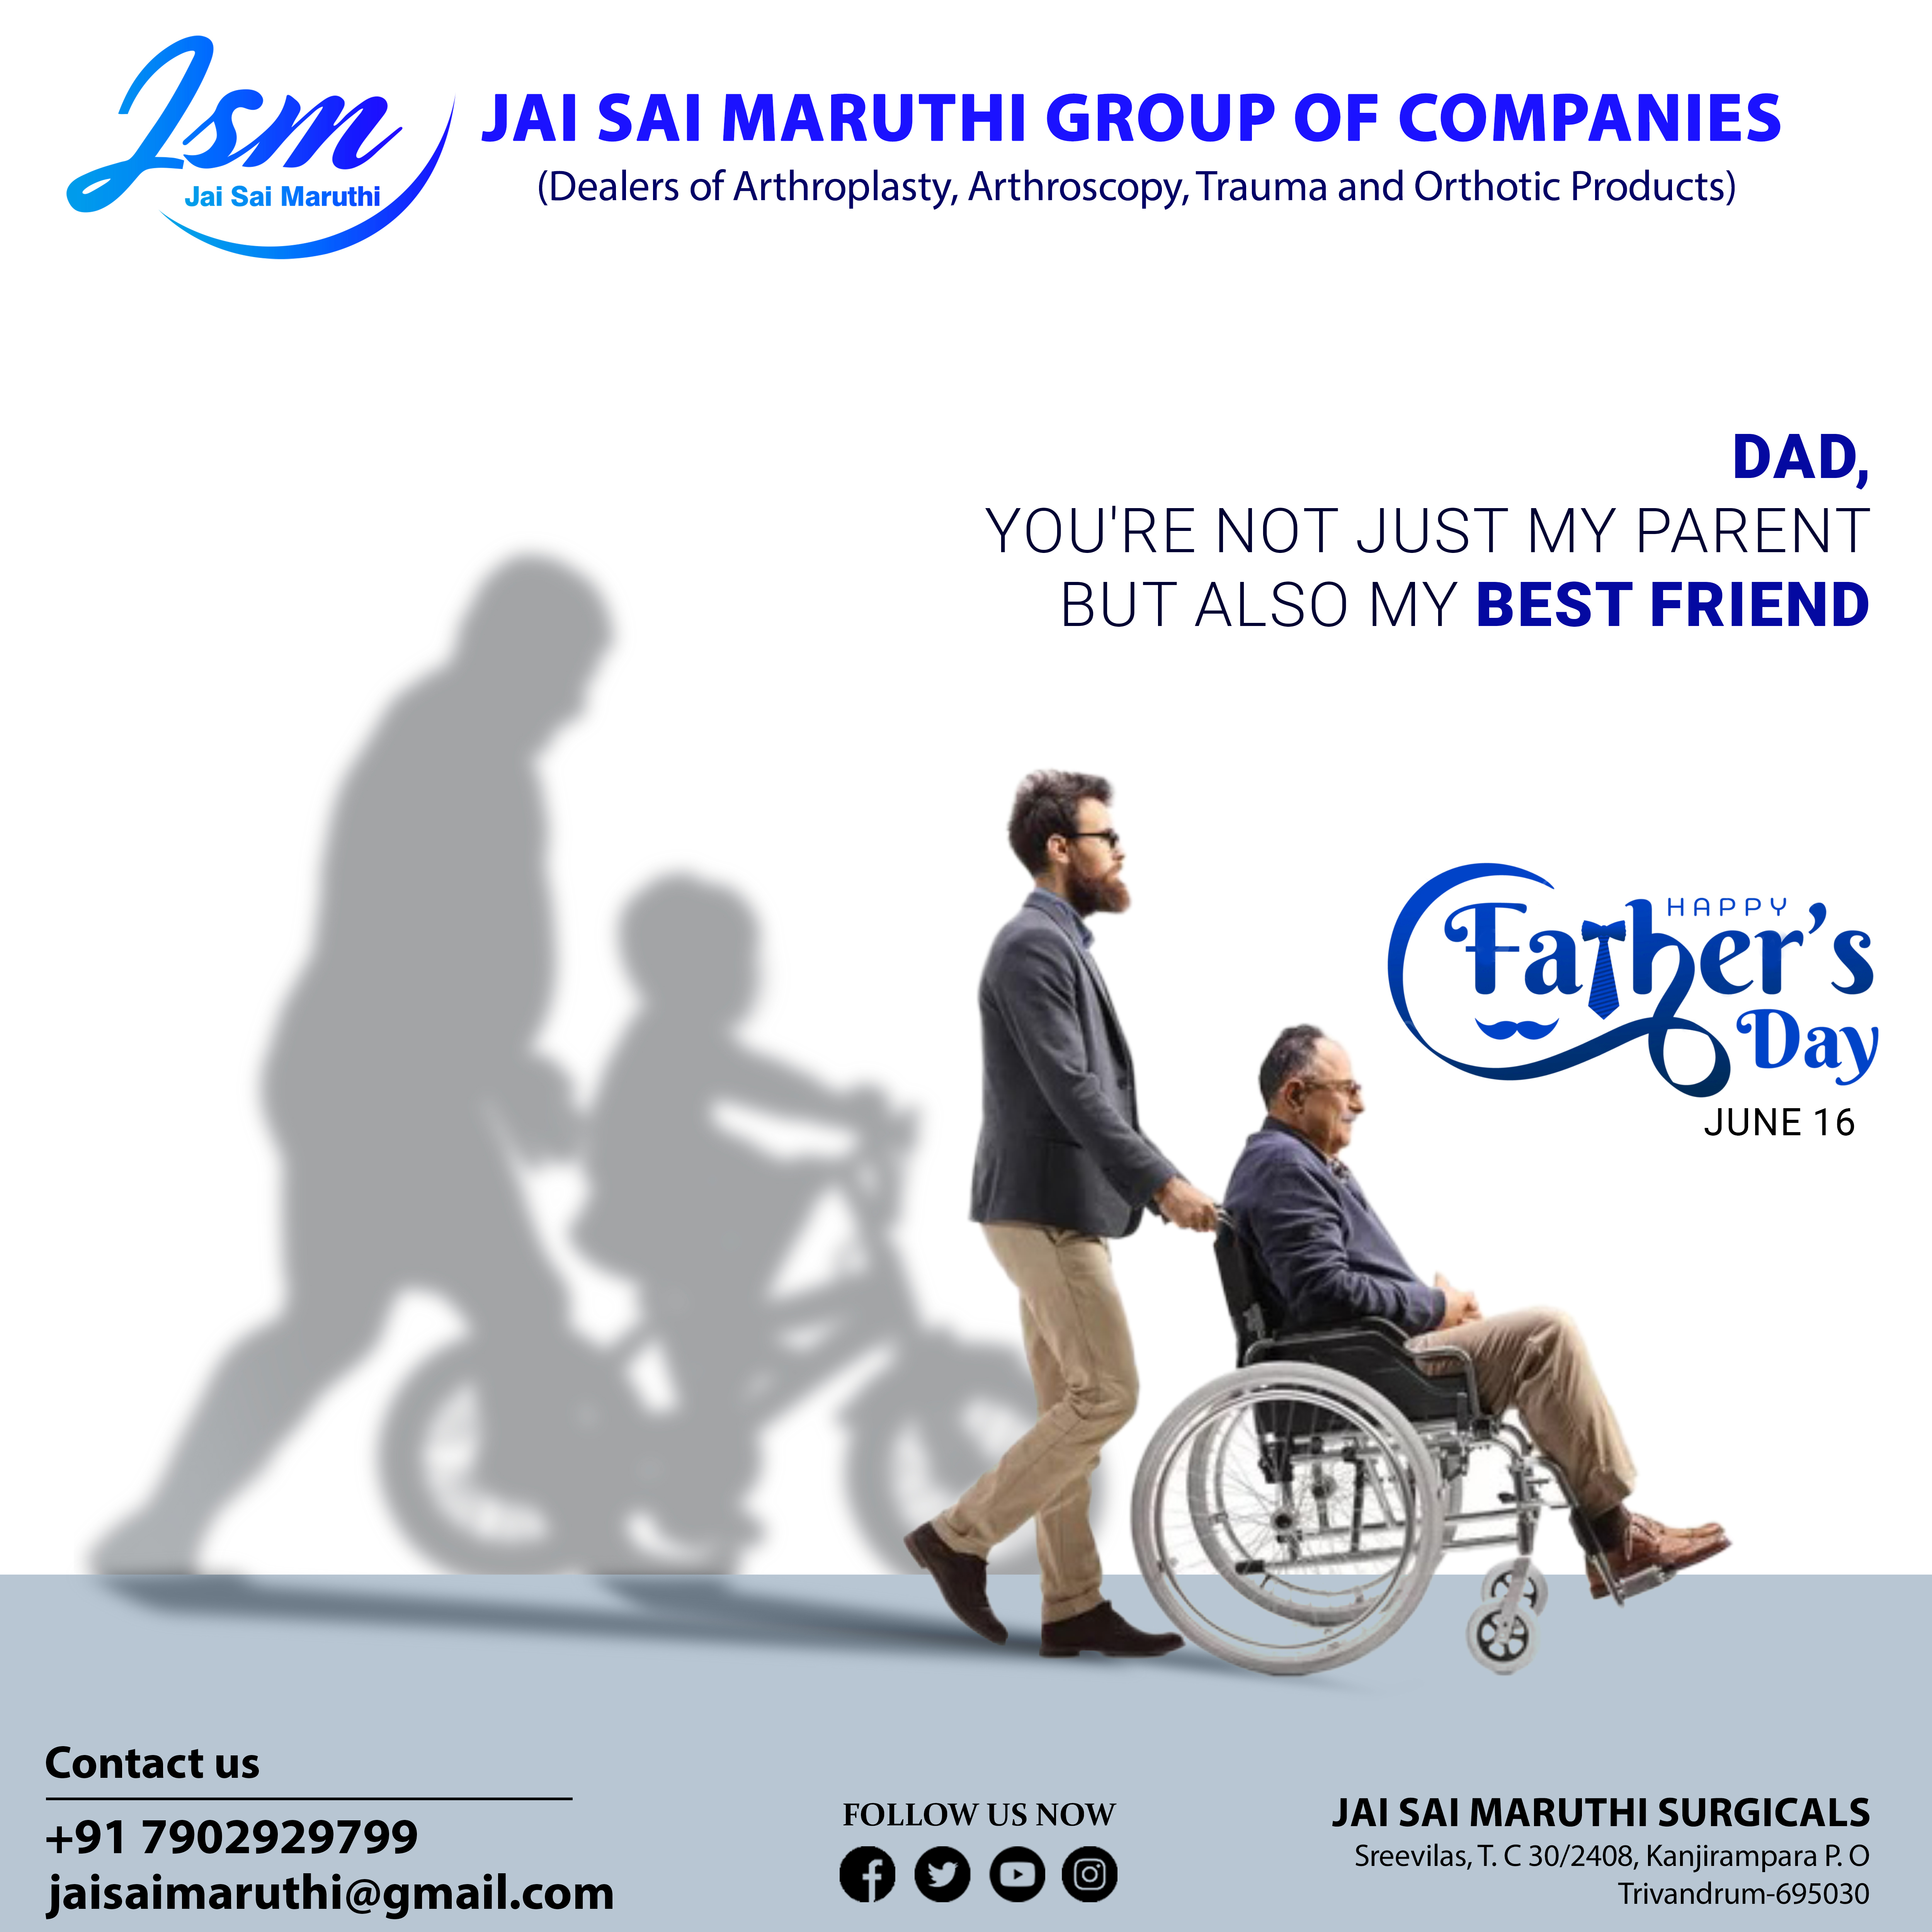 Jsm
Jai Sai Maruthi
JAI SAI MARUTHI GROUP OF COMPANIES
(Dealers of Arthroplasty, Arthroscopy, Trauma and Orthotic Products)
DAD,
YOU'RE NOT JUST MY PARENT
BUT ALSO MY BEST FRIEND
HAPPY
Father's
Day
JUNE 16
Contact us
+91 7902929799
jaisaimaruthi@gmail.com
FOLLOW US NOW
JAI SAI MARUTHI SURGICALS
Sreevilas, T. C 30/2408, Kanjirampara P. O
Trivandrum-695030